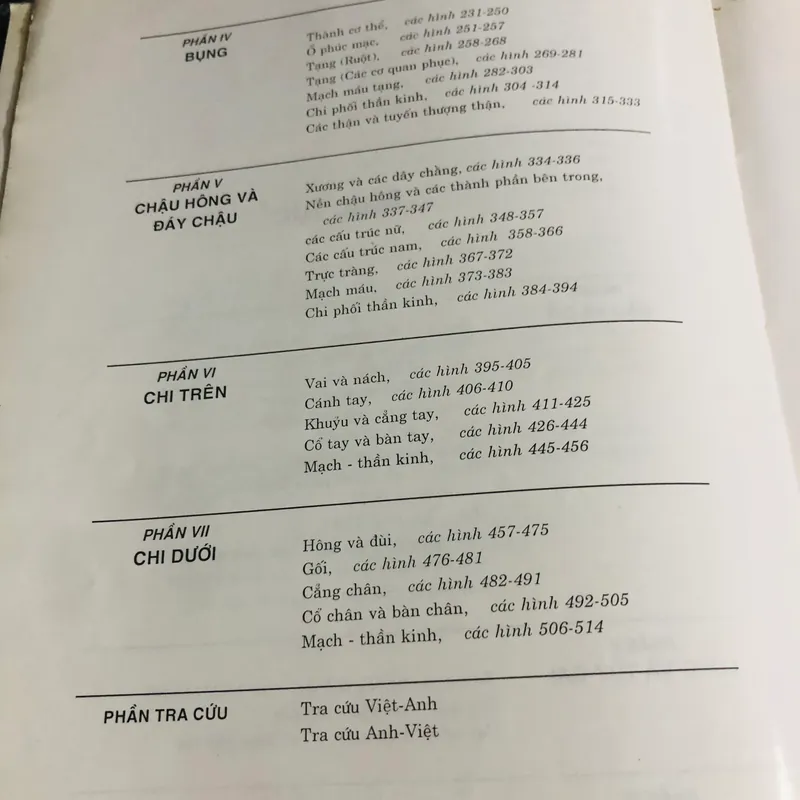 PHẦN IV
BỤNG
Thành cơ thể, các hình 231-250
Ổ phúc mạc, các hình 251-257
Tạng (Ruột), các hình 258-268
Tạng (Các cơ quan phục), các hình 269-281
Mạch máu tạng, các hình 282-303
Chi phối thần kinh, các hình 304 -314
Các thận và tuyến thượng thận, các hình 315-333
PHẦN V
CHẬU HÔNG VÀ
ĐÁY CHẬU
Xương và các dây chằng, các hình 334-336
Nền chậu hông và các thành phần bên trong,
các hình 337-347
các cấu trúc nữ, các hình 348-357
Các cấu trúc nam, các hình 358-366
Trực tràng, các hình 367-372
Mạch máu, các hình 373-383
Chi phối thần kinh, các hình 384-394
PHẦN VI
CHI TRÊN
Vai và nách, các hình 395-405
Cánh tay, các hình 406-410
Khuỷu và cẳng tay, các hình 411-425
Cổ tay và bàn tay, các hình 426-444
Mạch - thần kinh, các hình 445-456
PHẦN VII
CHI DƯỚI
Hông và đùi, các hình 457-475
Gối, các hình 476-481
Cẳng chân, các hình 482-491
Cổ chân và bàn chân, các hình 492-505
Mạch - thần kinh, các hình 506-514
PHẦN TRA CỨU
Tra cứu Việt-Anh
Tra cứu Anh-Việt